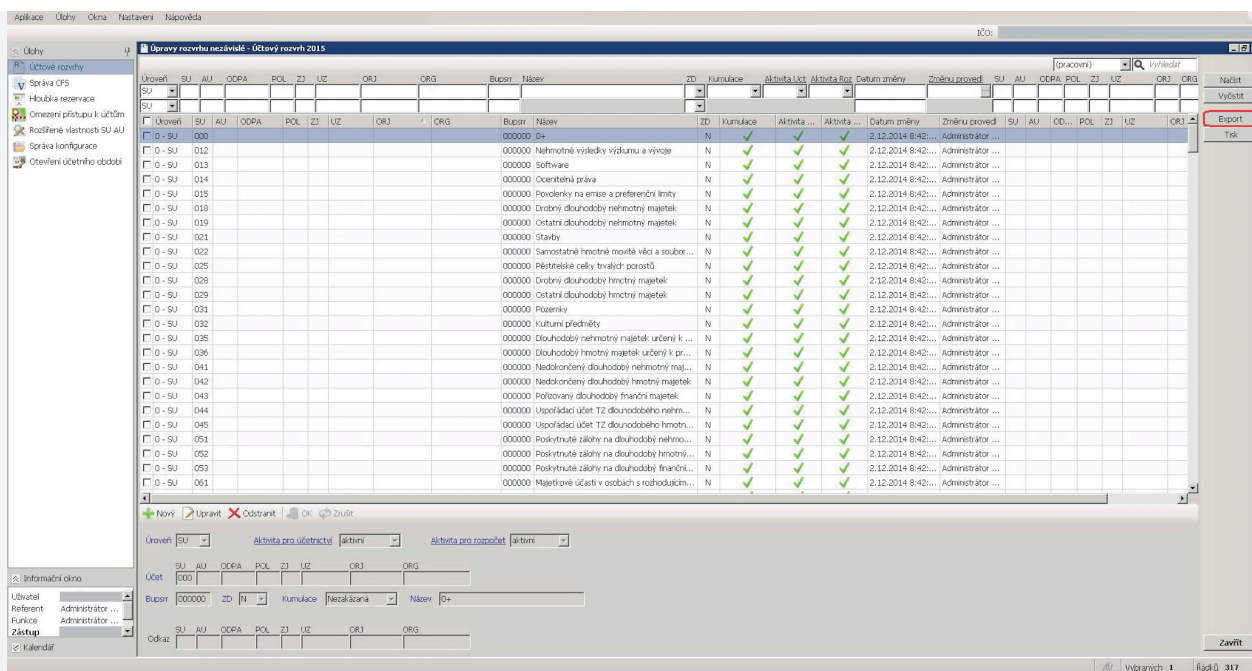 Aplikace Úlohy Okna Nastavení Nápověda
IČO:
Úlohy
Účtové rozvrhy
Správa CFS
Hloubka rezervace
Omezení přístupu k účtům
Rozšířené vlastnosti SU AU
Správa konfigurace
Otevření účetního období
Úpravy rozvrhu nezávislé - Účtový rozvrh 2015
(pracovní) Vyhledat
Úroveň SU AU ODPA POL ZJ UZ ORJ ORG Bupsrr Název ZD Kumulace Aktivita Uct Aktivita Roz Datum změny Změnu provedl SU AU ODPA POL ZJ UZ ORJ ORG
SU
SU
Úroveň SU AU ODPA POL ZJ UZ ORJ ORG Bupsrr Název ZD Kumulace Aktivita ... Aktivita ... Datum změny Změnu provedl SU AU OD... POL ZJ UZ ORJ
0 - SU 000 000000 0+ N 2.12.2014 8:42:... Administrátor ...
0 - SU 012 000000 Nehmotné výsledky výzkumu a vývoje N 2.12.2014 8:42:... Administrátor ...
0 - SU 013 000000 Software N 2.12.2014 8:42:... Administrátor ...
0 - SU 014 000000 Ocenitelná práva N 2.12.2014 8:42:... Administrátor ...
0 - SU 015 000000 Povolenky na emise a preferenční limity N 2.12.2014 8:42:... Administrátor ...
0 - SU 018 000000 Drobný dlouhodobý nehmotný majetek N 2.12.2014 8:42:... Administrátor ...
0 - SU 019 000000 Ostatní dlouhodobý nehmotný majetek N 2.12.2014 8:42:... Administrátor ...
0 - SU 021 000000 Stavby N 2.12.2014 8:42:... Administrátor ...
0 - SU 022 000000 Samostatné hmotné movité věci a soubor... N 2.12.2014 8:42:... Administrátor ...
0 - SU 025 000000 Pěstitelské celky trvalých porostů N 2.12.2014 8:42:... Administrátor ...
0 - SU 028 000000 Drobný dlouhodobý hmotný majetek N 2.12.2014 8:42:... Administrátor ...
0 - SU 029 000000 Ostatní dlouhodobý hmotný majetek N 2.12.2014 8:42:... Administrátor ...
0 - SU 031 000000 Pozemky N 2.12.2014 8:42:... Administrátor ...
0 - SU 032 000000 Kulturní předměty N 2.12.2014 8:42:... Administrátor ...
0 - SU 035 000000 Dlouhodobý nehmotný majetek určený k ... N 2.12.2014 8:42:... Administrátor ...
0 - SU 036 000000 Dlouhodobý hmotný majetek určený k pr... N 2.12.2014 8:42:... Administrátor ...
0 - SU 041 000000 Nedokončený dlouhodobý nehmotný maj... N 2.12.2014 8:42:... Administrátor ...
0 - SU 042 000000 Nedokončený dlouhodobý hmotný majetek N 2.12.2014 8:42:... Administrátor ...
0 - SU 043 000000 Pořizovaný dlouhodobý finanční majetek N 2.12.2014 8:42:... Administrátor ...
0 - SU 044 000000 Uspořádací účet TZ dlouhodobého nehm... N 2.12.2014 8:42:... Administrátor ...
0 - SU 045 000000 Uspořádací účet TZ dlouhodobého hmotn... N 2.12.2014 8:42:... Administrátor ...
0 - SU 051 000000 Poskytnuté zálohy na dlouhodobý nehmo... N 2.12.2014 8:42:... Administrátor ...
0 - SU 052 000000 Poskytnuté zálohy na dlouhodobý hmotný... N 2.12.2014 8:42:... Administrátor ...
0 - SU 053 000000 Poskytnuté zálohy na dlouhodobý finanční... N 2.12.2014 8:42:... Administrátor ...
0 - SU 061 000000 Majetkové účasti v osobách s rozhodujícím... N 2.12.2014 8:42:... Administrátor ...
Načíst
Vyčistit
Export
Tisk
Nový Upravit Odstranit OK Zrušit
Úroveň SU Aktivita pro účetnictví aktivní Aktivita pro rozpočet aktivní
SU AU ODPA POL ZJ UZ ORJ ORG
Účet 000
Bupsrr 000000 ZD N Kumulace Nezakázaná Název 0+
SU AU ODPA POL ZJ UZ ORJ ORG
Odkaz
Informační okno
Uživatel
Referent Administrátor ...
Funkce Administrátor ...
Zástup
Kalendář
Zavřít
Vybraných 1 Řádků 317